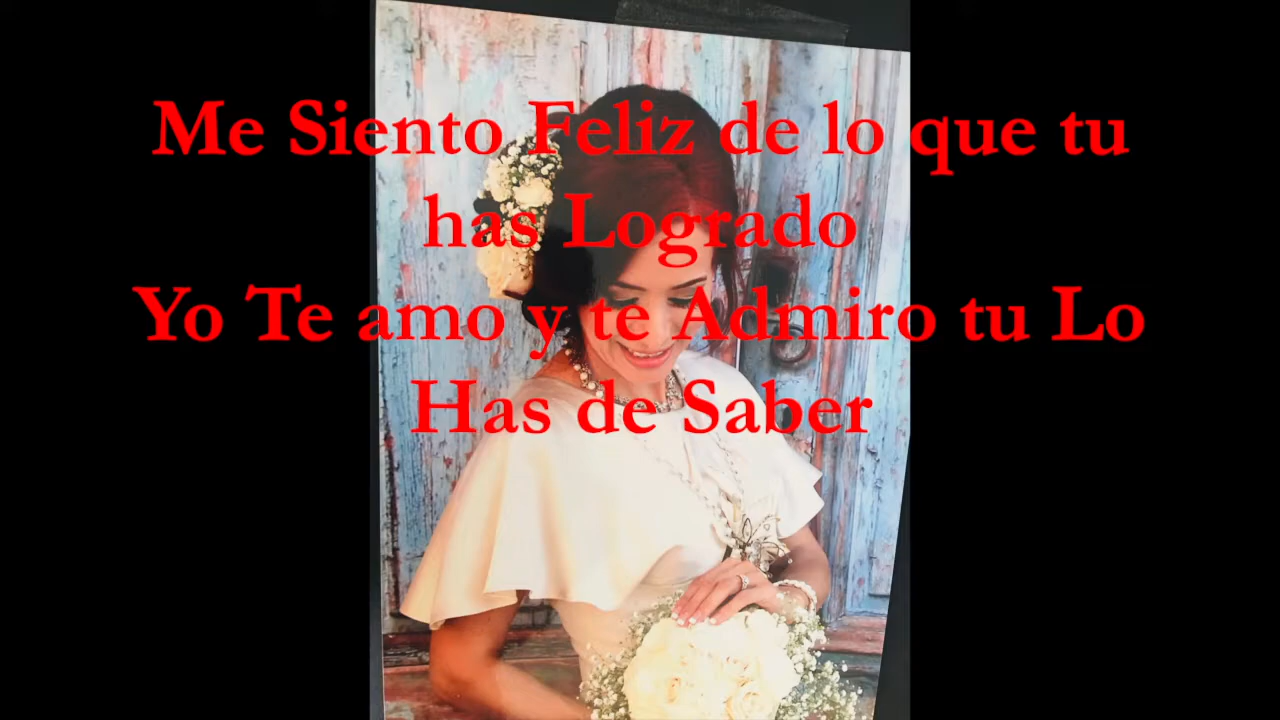 Me Siento Feliz de lo que tu
has Logrado
Yo Te amo y te Admiro tu Lo
Has de Saber